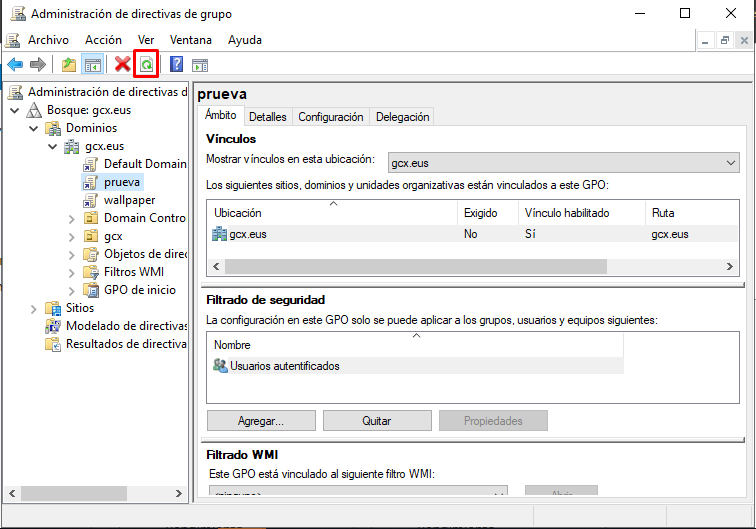 Administración de directivas de grupo
Archivo Acción Ver Ventana Ayuda
Administración de directivas d
Bosque: gcx.eus
Dominios
gcx.eus
Default Domain
prueva
wallpaper
Domain Contro
gcx
Objetos de direc
Filtros WMI
GPO de inicio
Sitios
Modelado de directivas
Resultados de directiva
prueva
Ámbito Detalles Configuración Delegación
Vínculos
Mostrar vínculos en esta ubicación: gcx.eus
Los siguientes sitios, dominios y unidades organizativas están vinculados a este GPO:
Ubicación Exigido Vínculo habilitado Ruta
gcx.eus No Sí gcx.eus
Filtrado de seguridad
La configuración en este GPO solo se puede aplicar a los grupos, usuarios y equipos siguientes:
Nombre
Usuarios autentificados
Agregar... Quitar Propiedades
Filtrado WMI
Este GPO está vinculado al siguiente filtro WMI: